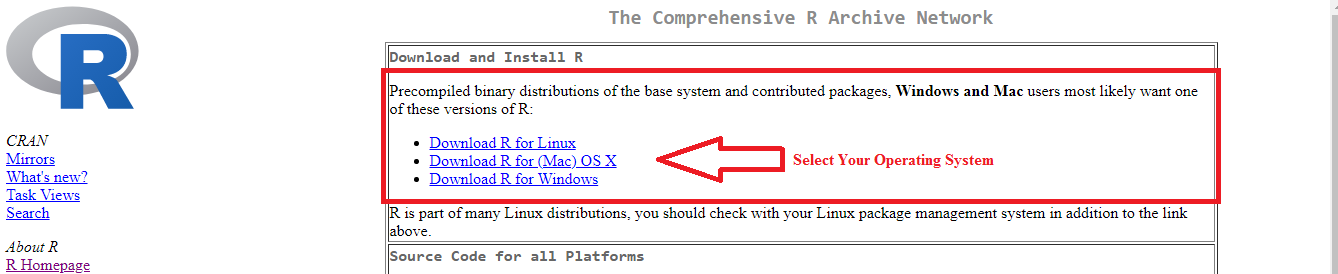 R
CRAN
Mirrors
What's new?
Task Views
Search
About R
R Homepage
The Comprehensive R Archive Network
Download and Install R
Precompiled binary distributions of the base system and contributed packages, Windows and Mac users most likely want one
of these versions of R:
Download R for Linux
Download R for (Mac) OS X
Download R for Windows
Select Your Operating System
R is part of many Linux distributions, you should check with your Linux package management system in addition to the link
above.
Source Code for all Platforms